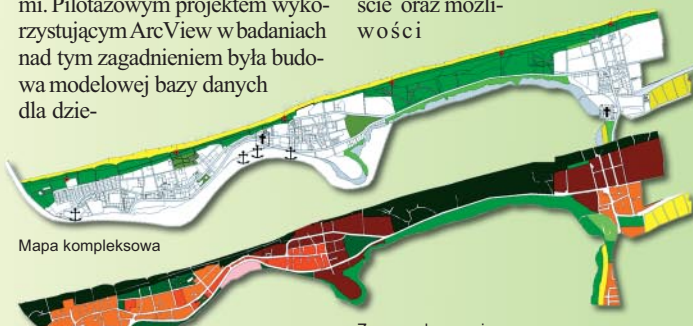 mi. Pilotażowym projektem wyko-
rzystującym ArcView w badaniach
nad tym zagadnieniem była budo-
wa modelowej bazy danych
dla dzie-
ście oraz możli-
wości
Mapa kompleksowa